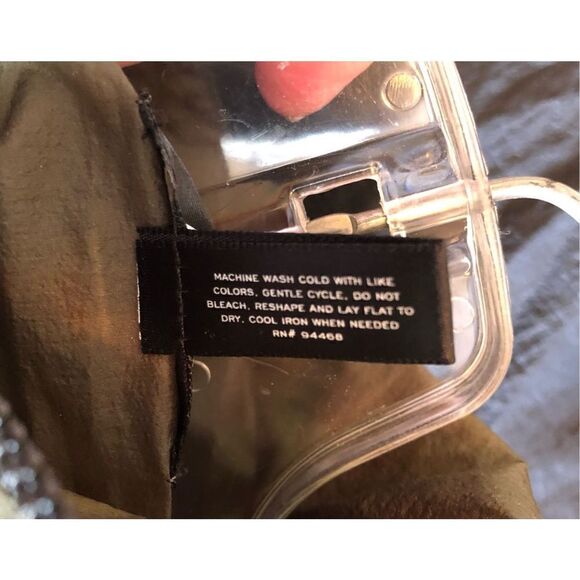 MACHINE WASH COLD WITH LIKE
COLORS, GENTLE CYCLE, DO NOT
BLEACH, RESHAPE AND LAY FLAT TO
DRY, COOL IRON WHEN NEEDED
RN# 94468